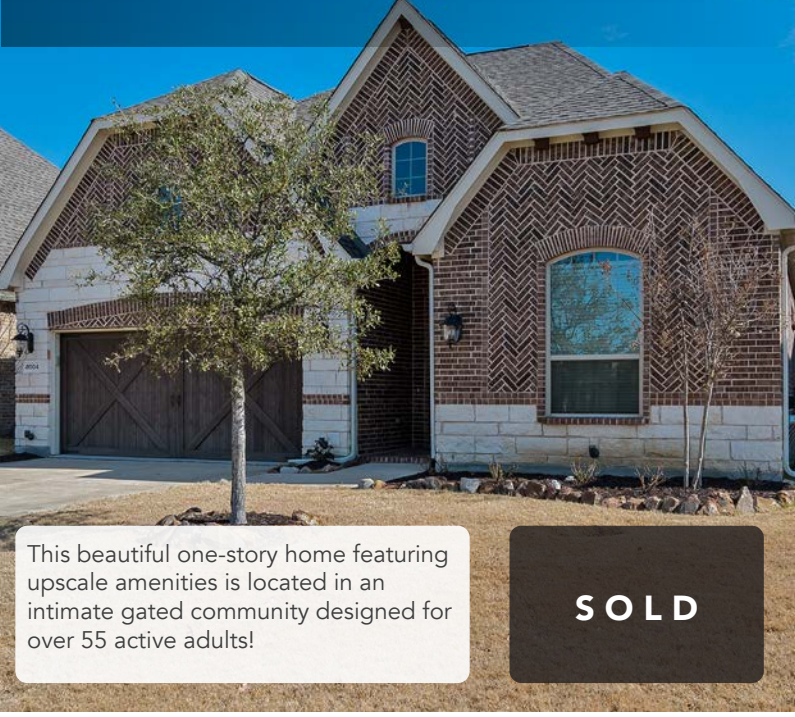 This beautiful one-story home featuring
upscale amenities is located in an
intimate gated community designed for
over 55 active adults!
SOLD